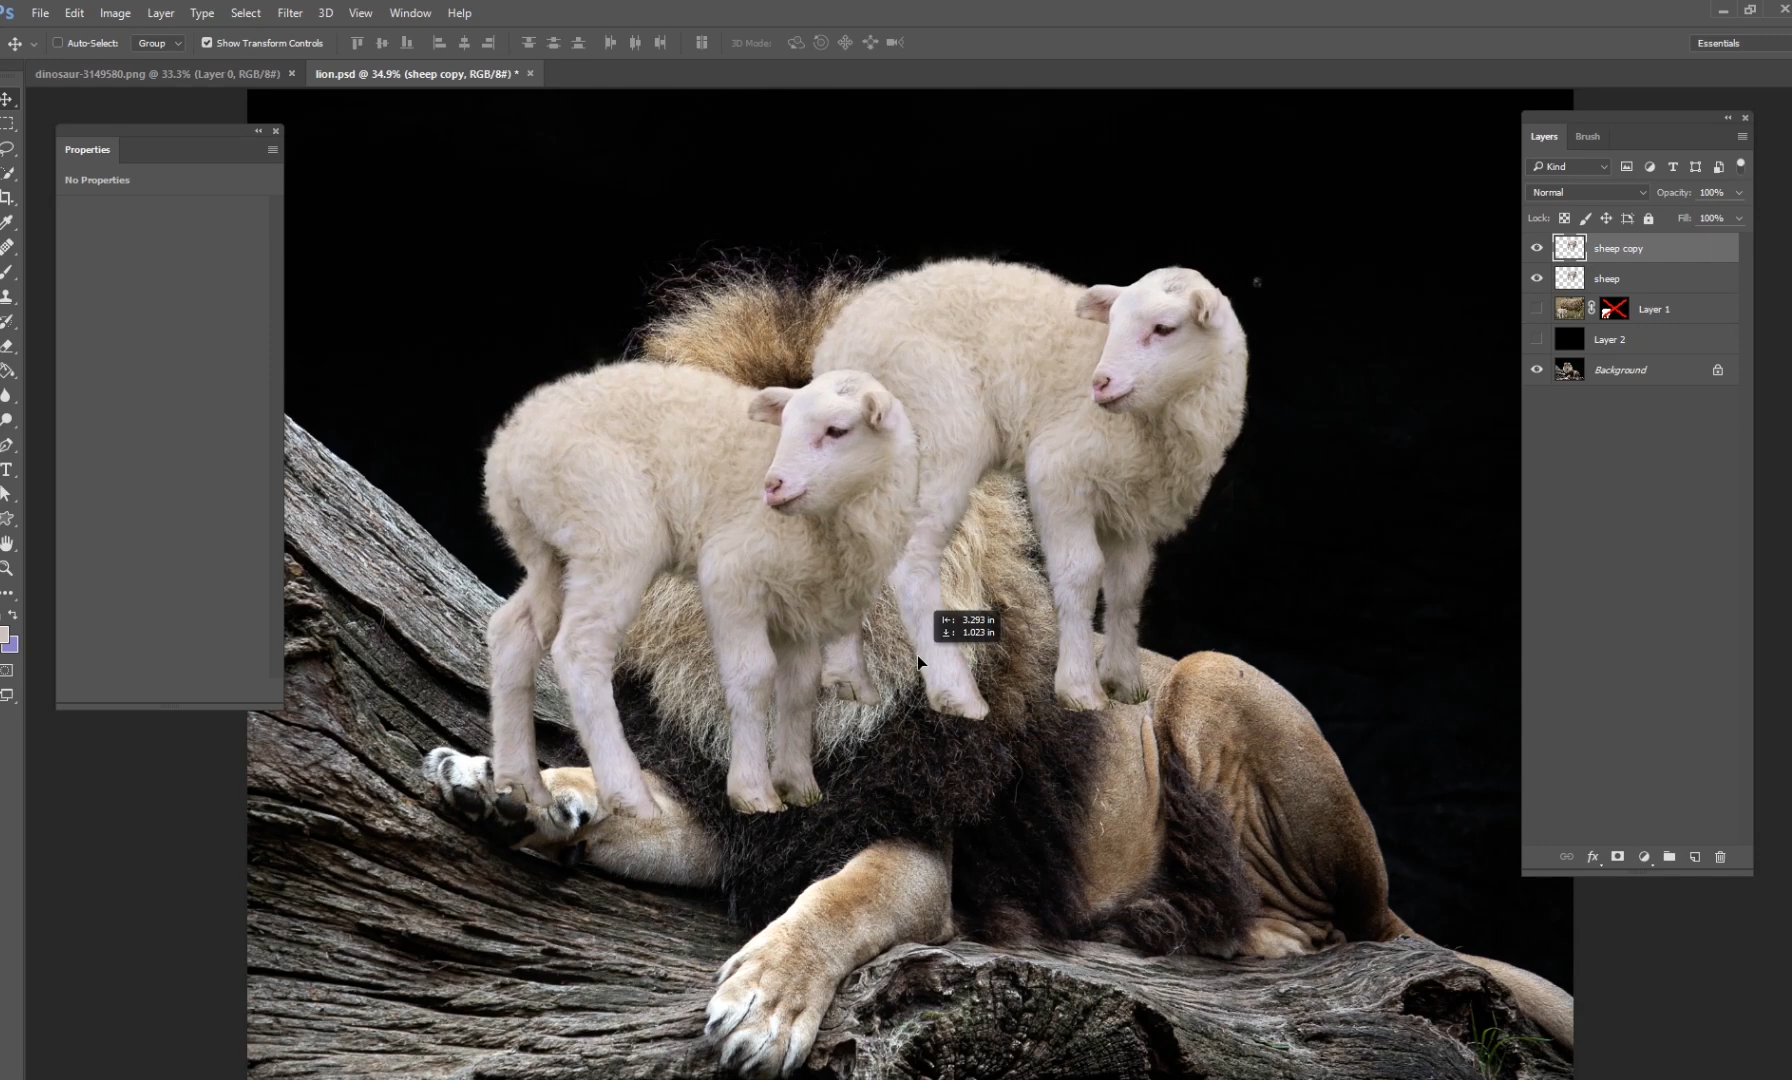 Ps File Edit Image Layer Type Select Filter 3D View Window Help
Auto-Select: Group Show Transform Controls 3D Mode: Essentials
dinosaur-3149580.png @ 33.3% (Layer 0, RGB/8#) × lion.psd @ 34.9% (sheep copy, RGB/8#) * ×
Properties
No Properties
Layers Brush
Kind
Normal Opacity: 100%
Lock: Fill: 100%
sheep copy
sheep
Layer 1
Layer 2
Background
3.293 in
1.023 in
fx